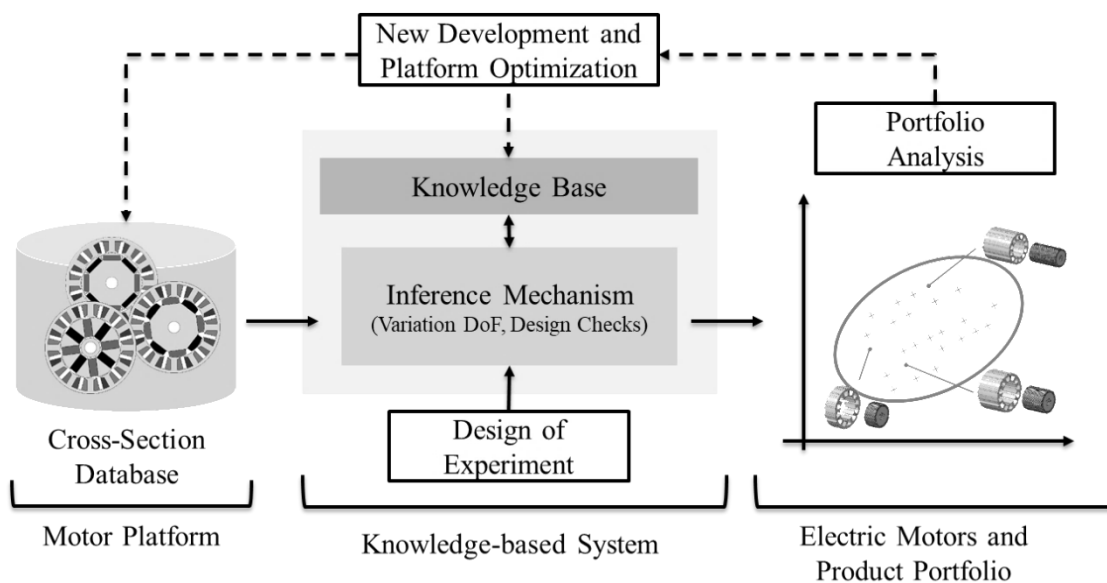 New Development and
Platform Optimization
Portfolio
Analysis
Knowledge Base
Inference Mechanism
(Variation DoF, Design Checks)
Design of
Experiment
Cross-Section
Database
Motor Platform
Knowledge-based System
Electric Motors and
Product Portfolio